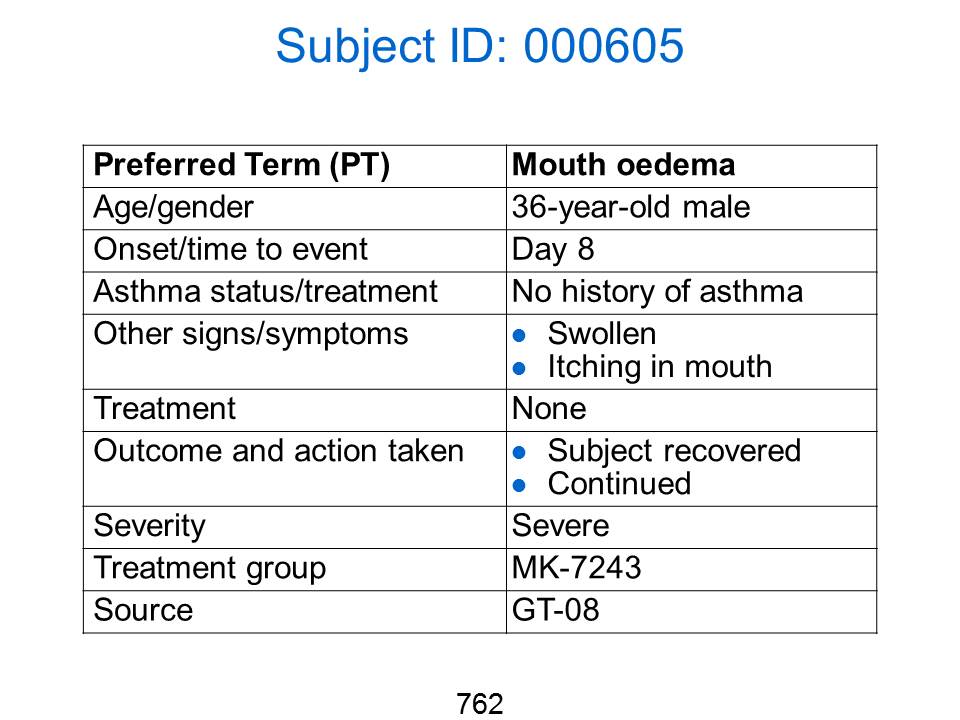 Subject ID: 000605
Preferred Term (PT) Mouth oedema
Age/gender 36-year-old male
Onset/time to event Day 8
Asthma status/treatment No history of asthma
Other signs/symptoms ● Swollen
● Itching in mouth
Treatment None
Outcome and action taken ● Subject recovered
● Continued
Severity Severe
Treatment group MK-7243
Source GT-08
762